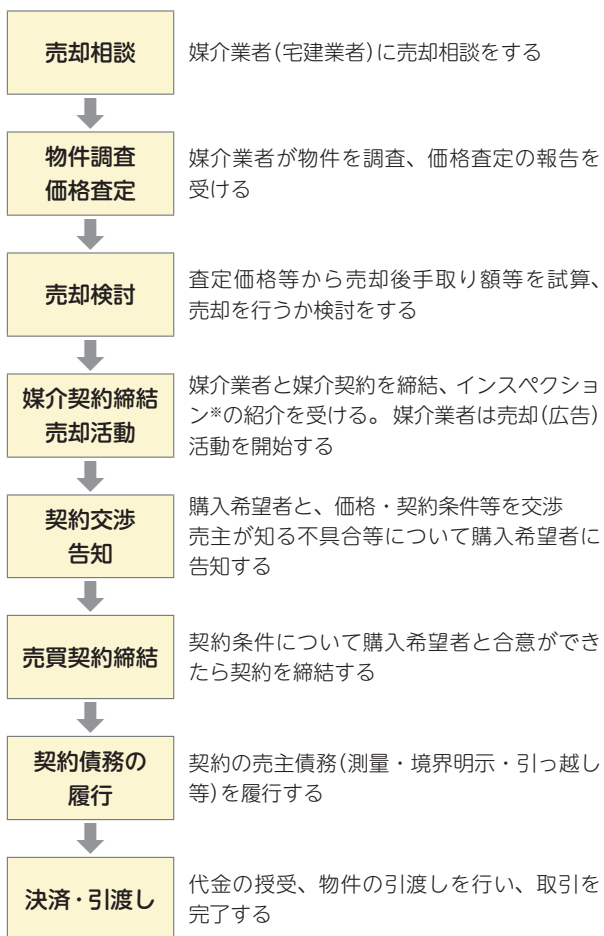 売却相談
媒介業者(宅建業者)に売却相談をする
物件調査
価格査定
媒介業者が物件を調査、価格査定の報告を
受ける
売却検討
査定価格等から売却後手取り額等を試算、
売却を行うか検討をする
媒介契約締結
売却活動
媒介業者と媒介契約を締結、インスペクショ
ン※の紹介を受ける。媒介業者は売却(広告)
活動を開始する
契約交渉
告知
購入希望者と、価格・契約条件等を交渉
売主が知る不具合等について購入希望者に
告知する
売買契約締結
契約条件について購入希望者と合意ができ
たら契約を締結する
契約債務の
履行
契約の売主債務(測量・境界明示・引っ越し
等)を履行する
決済・引渡し
代金の授受、物件の引渡しを行い、取引を
完了する